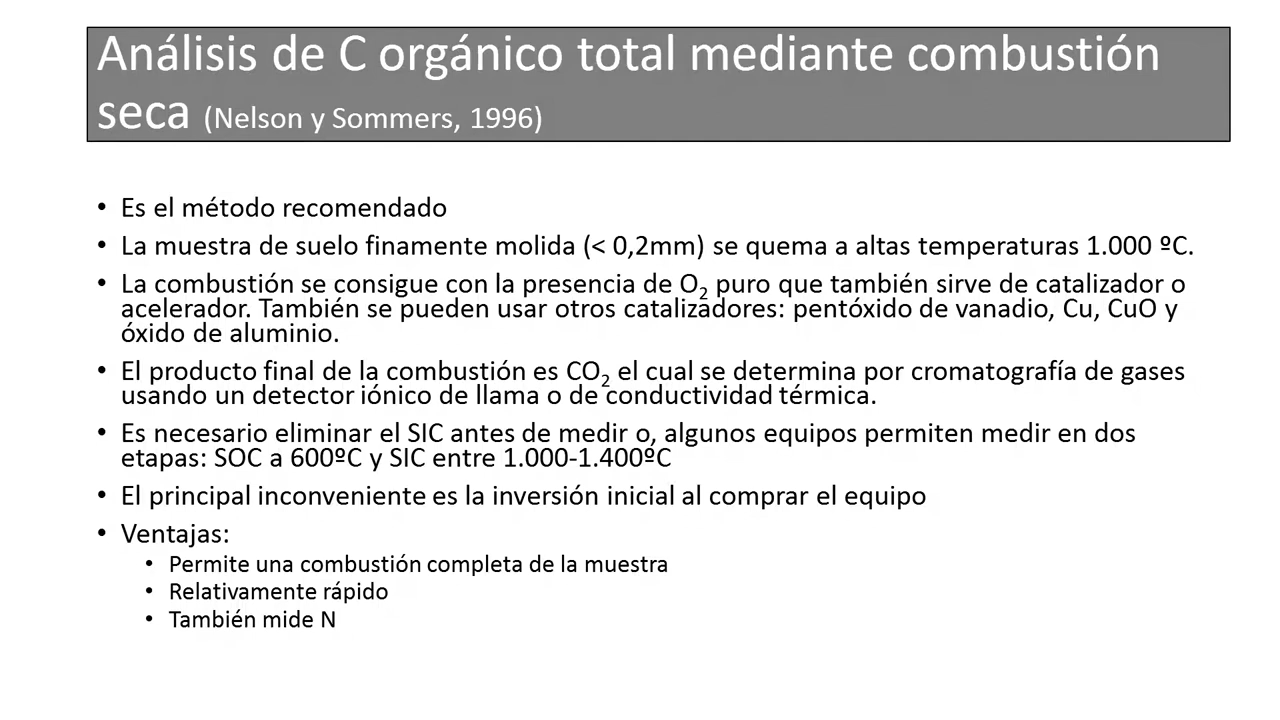 Análisis de C orgánico total mediante combustión
seca (Nelson y Sommers, 1996)
• Es el método recomendado
• La muestra de suelo finamente molida (< 0,2mm) se quema a altas temperaturas 1.000 ºC.
• La combustión se consigue con la presencia de O₂ puro que también sirve de catalizador o
acelerador. También se pueden usar otros catalizadores: pentóxido de vanadio, Cu, CuO y
óxido de aluminio.
• El producto final de la combustión es CO₂ el cual se determina por cromatografía de gases
usando un detector iónico de llama o de conductividad térmica.
• Es necesario eliminar el SIC antes de medir o, algunos equipos permiten medir en dos
etapas: SOC a 600ºC y SIC entre 1.000-1.400ºC
• El principal inconveniente es la inversión inicial al comprar el equipo
• Ventajas:
• Permite una combustión completa de la muestra
• Relativamente rápido
• También mide N